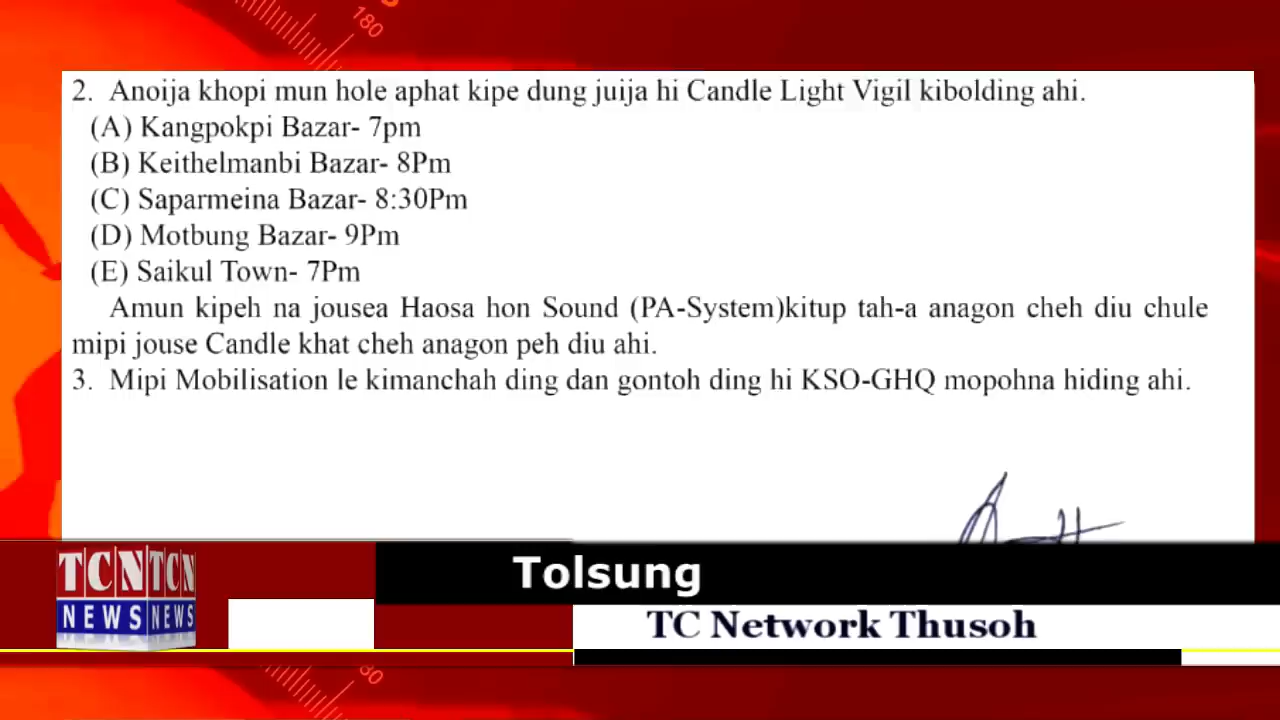 180
2. Anoija khopi mun hole aphat kipe dung juija hi Candle Light Vigil kibolding ahi.
(A) Kangpokpi Bazar- 7pm
(B) Keithelmanbi Bazar- 8Pm
(C) Saparmeina Bazar- 8:30Pm
(D) Motbung Bazar- 9Pm
(E) Saikul Town- 7Pm
Amun kipeh na jousea Haosa hon Sound (PA-System)kitup tah-a anagon cheh diu chule
mipi jouse Candle khat cheh anagon peh diu ahi.
3. Mipi Mobilisation le kimanchah ding dan gontoh ding hi KSO-GHQ mopohna hiding ahi.
TCN TCN
NEWS NEWS
Tolsung
TC Network Thusoh
80